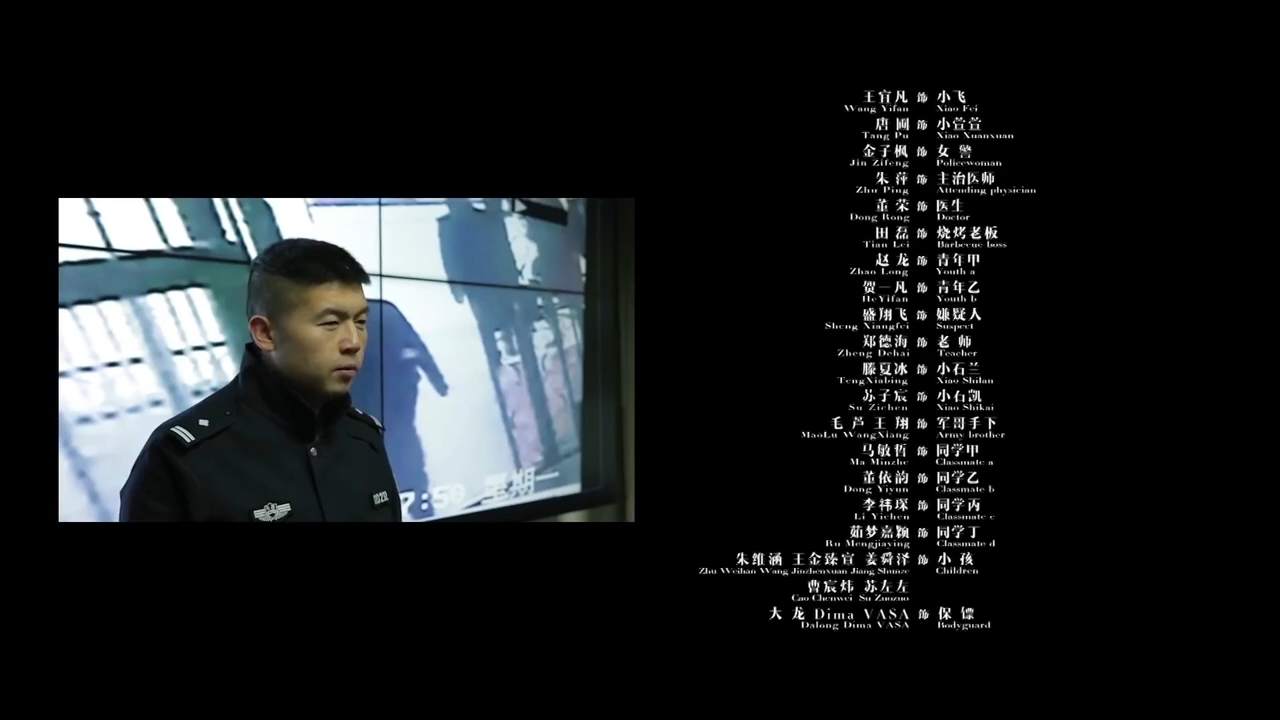 7:50 星期一
王宜凡 饰 小飞
Wang Yifan Xiao Fei
唐圃 饰 小萱萱
Tang Pu Xiao Xuanxuan
金子枫 饰 女警
Jin Zifeng Policewoman
朱萍 饰 主治医师
Zhu Ping Attending physician
董荣 饰 医生
Dong Rong Doctor
田磊 饰 烧烤老板
Tian Lei Barbecue boss
赵龙 饰 青年甲
Zhao Long Youth a
贺一凡 饰 青年乙
HeYifan Youth b
盛翔飞 饰 嫌疑人
Sheng Xiangfei Suspect
郑德海 饰 老师
Zheng Dehai Teacher
滕夏冰 饰 小石兰
TengXiabing Xiao Shilan
苏子宸 饰 小石凯
Su Zichen Xiao Shikai
毛芦 王翔 饰 军哥手下
MaoLu WangXiang Army brother
马敏哲 饰 同学甲
Ma Minzhe Classmate a
董依韵 饰 同学乙
Dong Yiyun Classmate b
李祎琛 饰 同学丙
Li Yichen Classmate c
茹梦嘉颖 饰 同学丁
Ru Mengjiaying Classmate d
朱维涵 王金臻宣 姜舜泽 饰 小孩
Zhu Weihan Wang Jinzhenxuan Jiang Shunze Children
曹宸炜 苏左左
Cao Chenwei Su Zuozuo
大龙 Dima VASA 饰 保镖
Dalong Dima VASA Bodyguard